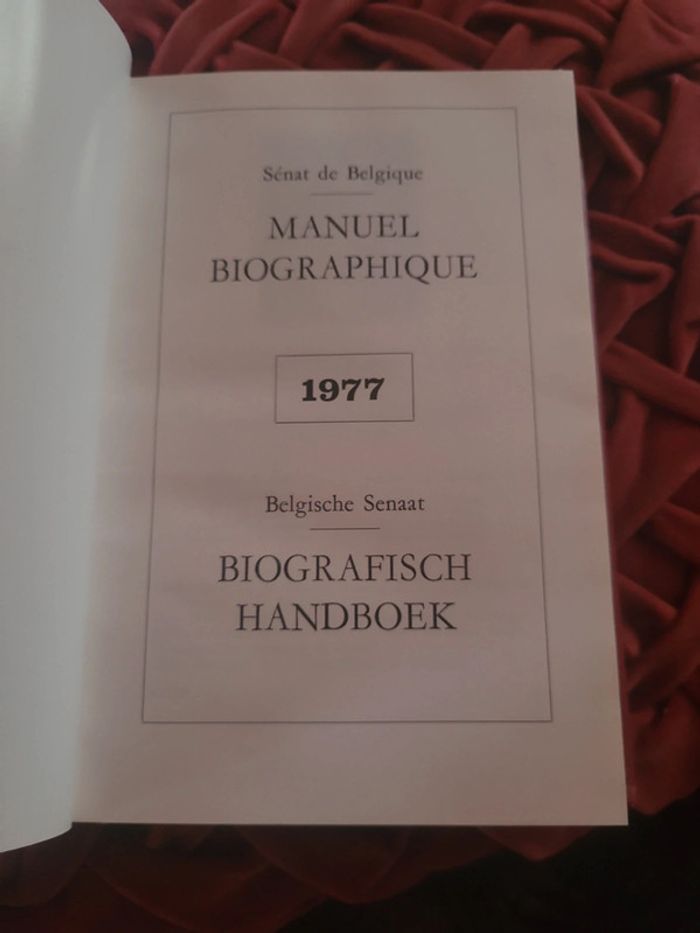 Sénat de Belgique
MANUEL
BIOGRAPHIQUE
1977
Belgische Senaat
BIOGRAFISCH
HANDBOEK